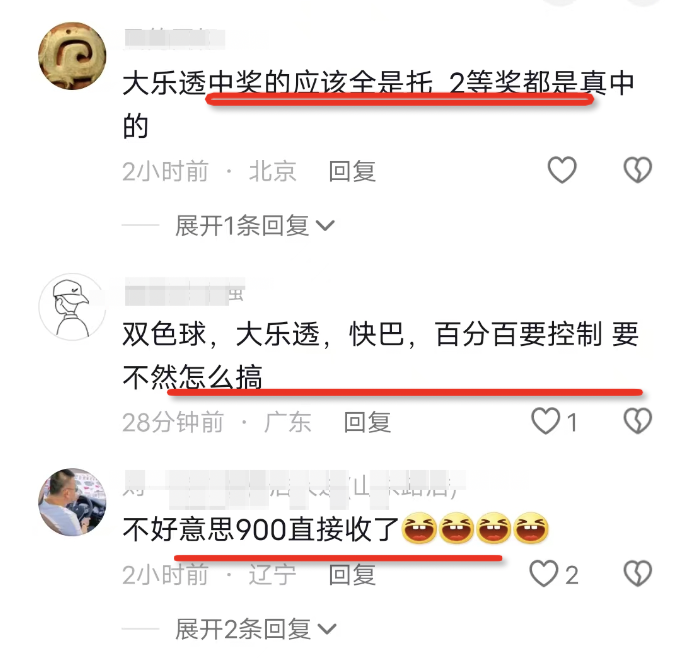 大乐透中奖的应该全是托 2等奖都是真中
的
2小时前 · 北京 回复
展开1条回复
双色球，大乐透，快巴，百分百要控制 要
不然怎么搞
28分钟前 · 广东 回复 1
不好意思900直接收了😆😆😆😆
2小时前 · 辽宁 回复 2
展开2条回复